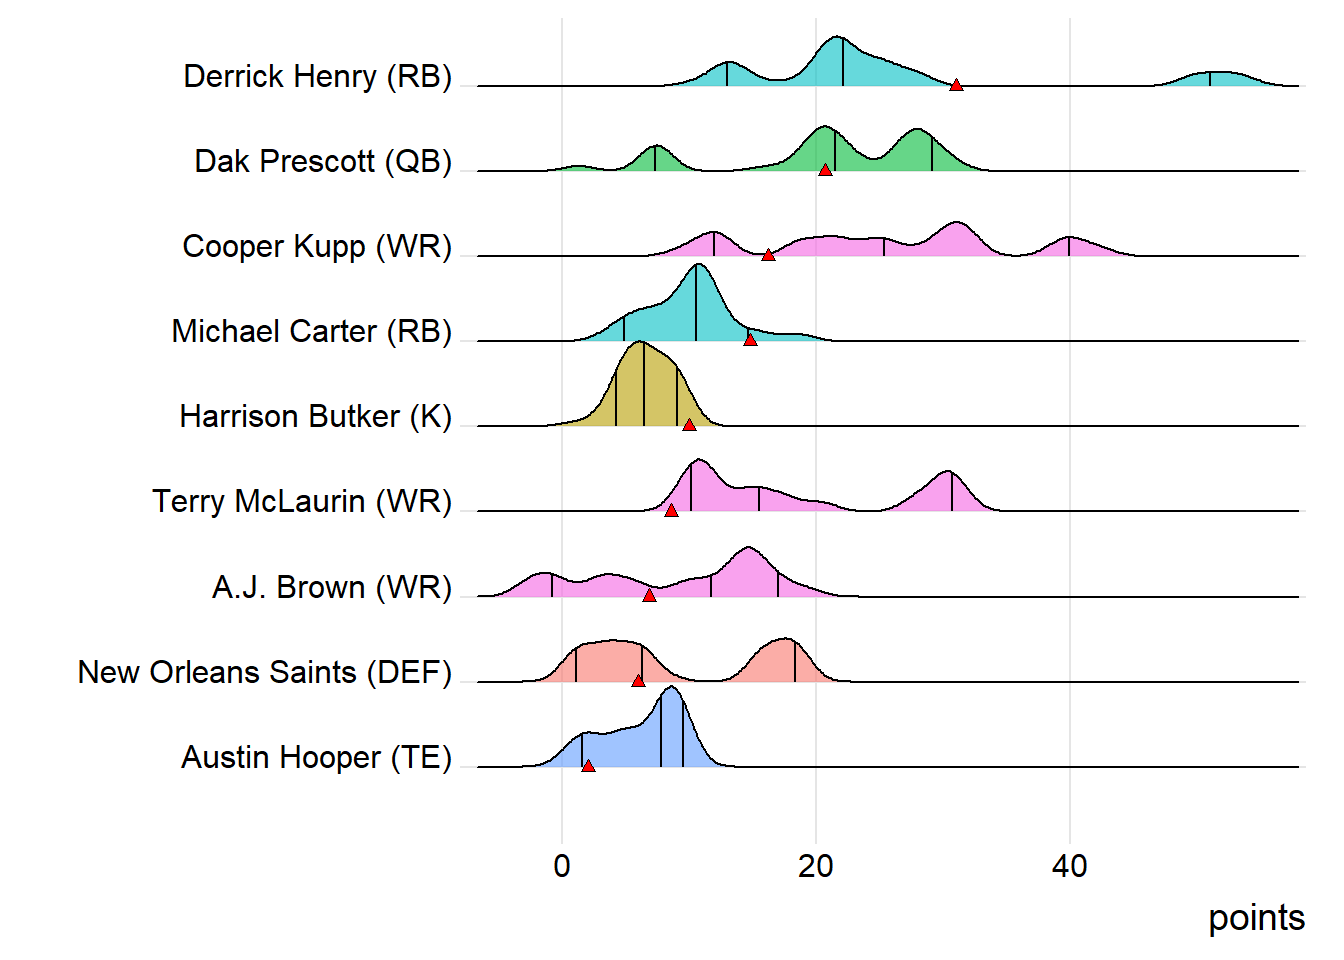 Derrick Henry (RB)
Dak Prescott (QB)
Cooper Kupp (WR)
Michael Carter (RB)
Harrison Butker (K)
Terry McLaurin (WR)
A.J. Brown (WR)
New Orleans Saints (DEF)
Austin Hooper (TE)
0 20 40
points